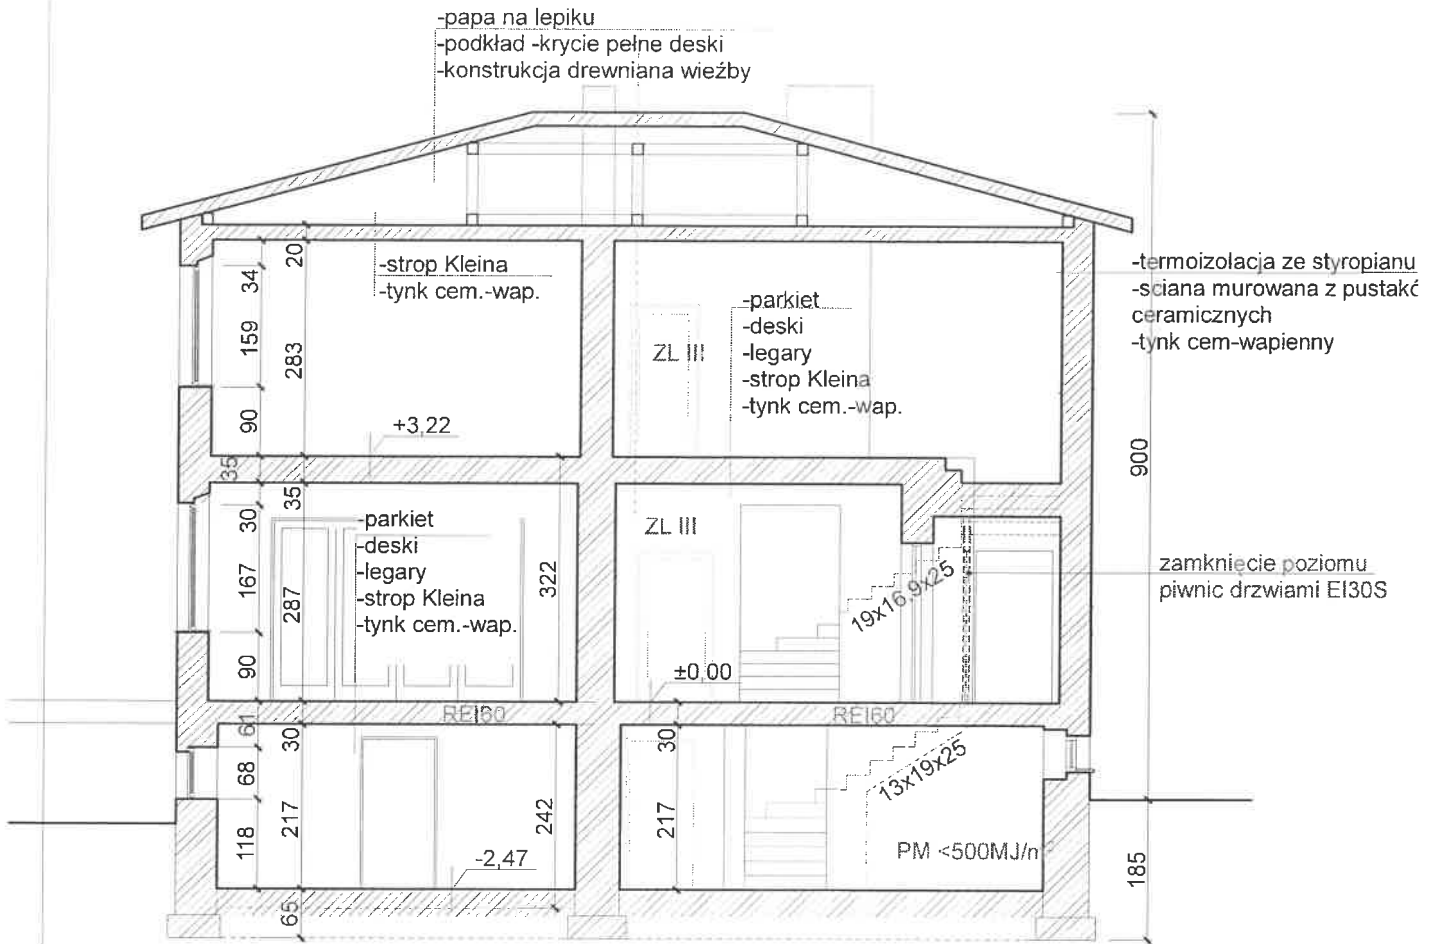 -papa na lepiku
-podkład -krycie pełne deski
-konstrukcja drewniana wieźby
-strop Kleina
-tynk cem.-wap.
-termoizolacja ze styropianu
-sciana murowana z pustakć
ceramicznych
-tynk cem-wapienny
ZL III
-parkiet
-deski
-legary
-strop Kleina
-tynk cem.-wap.
20
34
159
283
90
+3,22
35
35
30
167
287
90
322
-parkiet
-deski
-legary
-strop Kleina
-tynk cem.-wap.
ZL III
19x16,9x25
±0,00
zamknięcie poziomu
piwnic drzwiami EI30S
900
REI60
REI60
61
30
68
217
118
242
-2,47
65
30
217
13x19x25
PM <500MJ/n
185